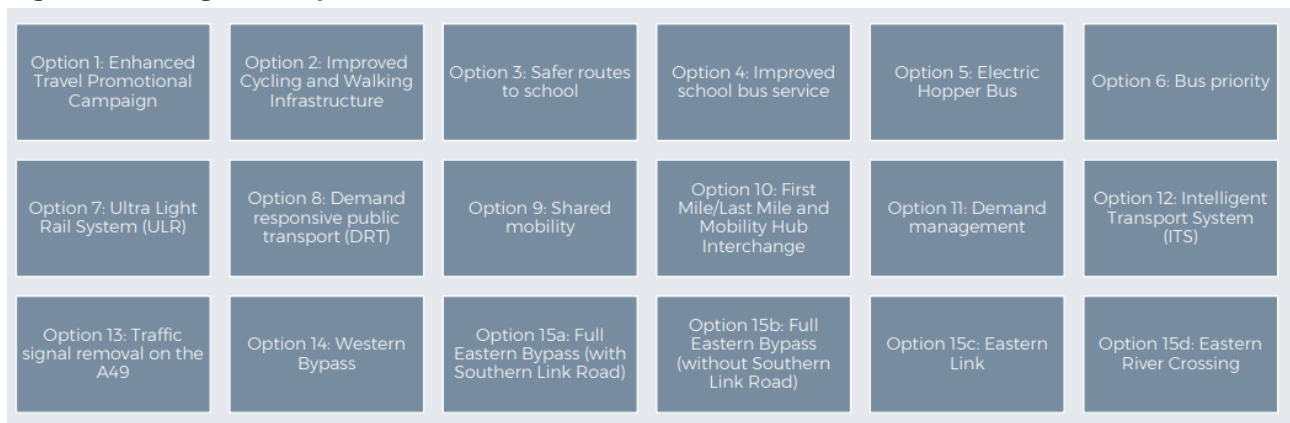 Option 1: Enhanced
Travel Promotional
Campaign
Option 2: Improved
Cycling and Walking
Infrastructure
Option 3: Safer routes
to school
Option 4: Improved
school bus service
Option 5: Electric
Hopper Bus
Option 6: Bus priority
Option 7: Ultra Light
Rail System (ULR)
Option 8: Demand
responsive public
transport (DRT)
Option 9: Shared
mobility
Option 10: First
Mile/Last Mile and
Mobility Hub
Interchange
Option 11: Demand
management
Option 12: Intelligent
Transport System
(ITS)
Option 13: Traffic
signal removal on the
A49
Option 14: Western
Bypass
Option 15a: Full
Eastern Bypass (with
Southern Link Road)
Option 15b: Full
Eastern Bypass
(without Southern
Link Road)
Option 15c: Eastern
Link
Option 15d: Eastern
River Crossing